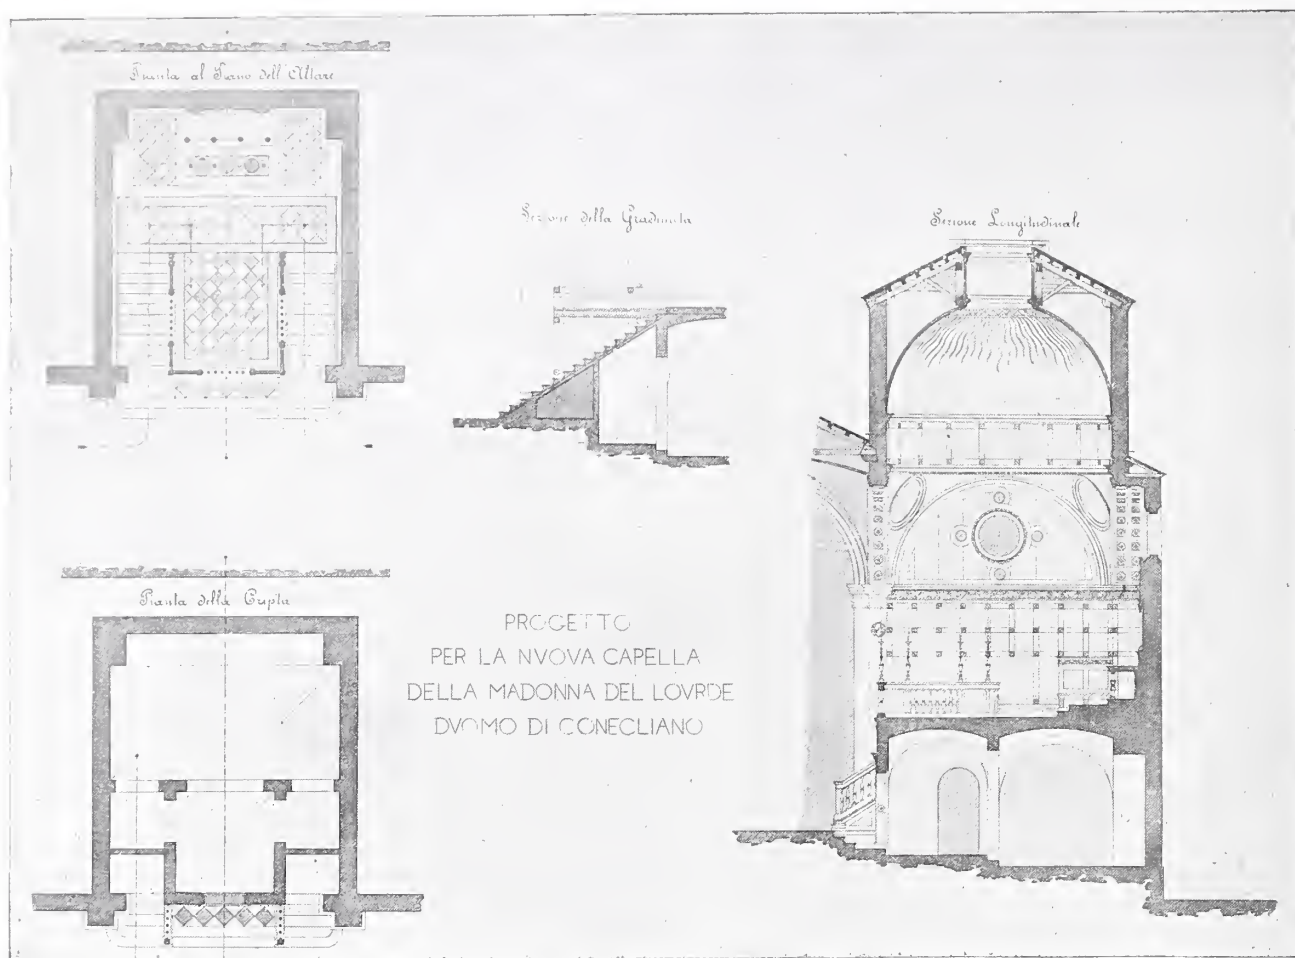 Pianta al Piano dell'Altare
Sezione della Gradinata
Sezione Longitudinale
Pianta della Cripta
PROGETTO
PER LA NVOVA CAPELLA
DELLA MADONNA DEL LOVRDE
DVOMO DI CONEGLIANO